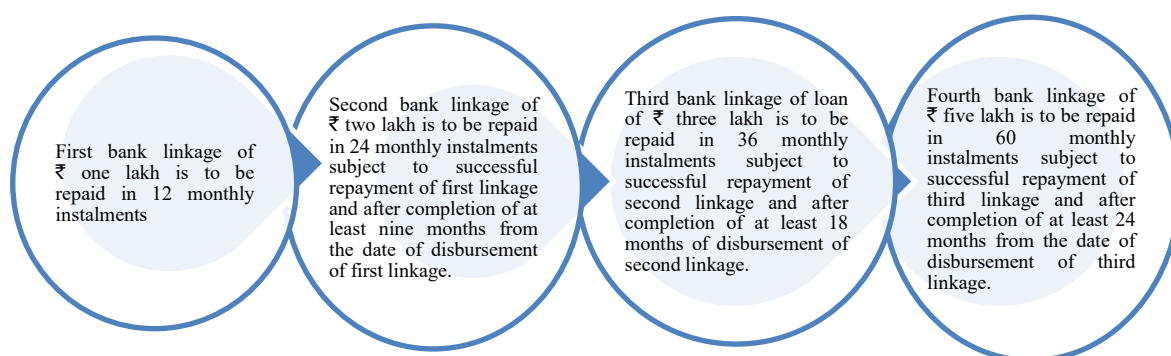 First bank linkage of
₹ one lakh is to be
repaid in 12 monthly
instalments
Second bank linkage of
₹ two lakh is to be repaid
in 24 monthly instalments
subject to successful
repayment of first linkage
and after completion of at
least nine months from
the date of disbursement
of first linkage.
Third bank linkage of loan
of ₹ three lakh is to be
repaid in 36 monthly
instalments subject to
successful repayment of
second linkage and after
completion of at least 18
months of disbursement of
second linkage.
Fourth bank linkage of
₹ five lakh is to be repaid
in 60 monthly
instalments subject to
successful repayment of
third linkage and after
completion of at least 24
months from the date of
disbursement of third
linkage.